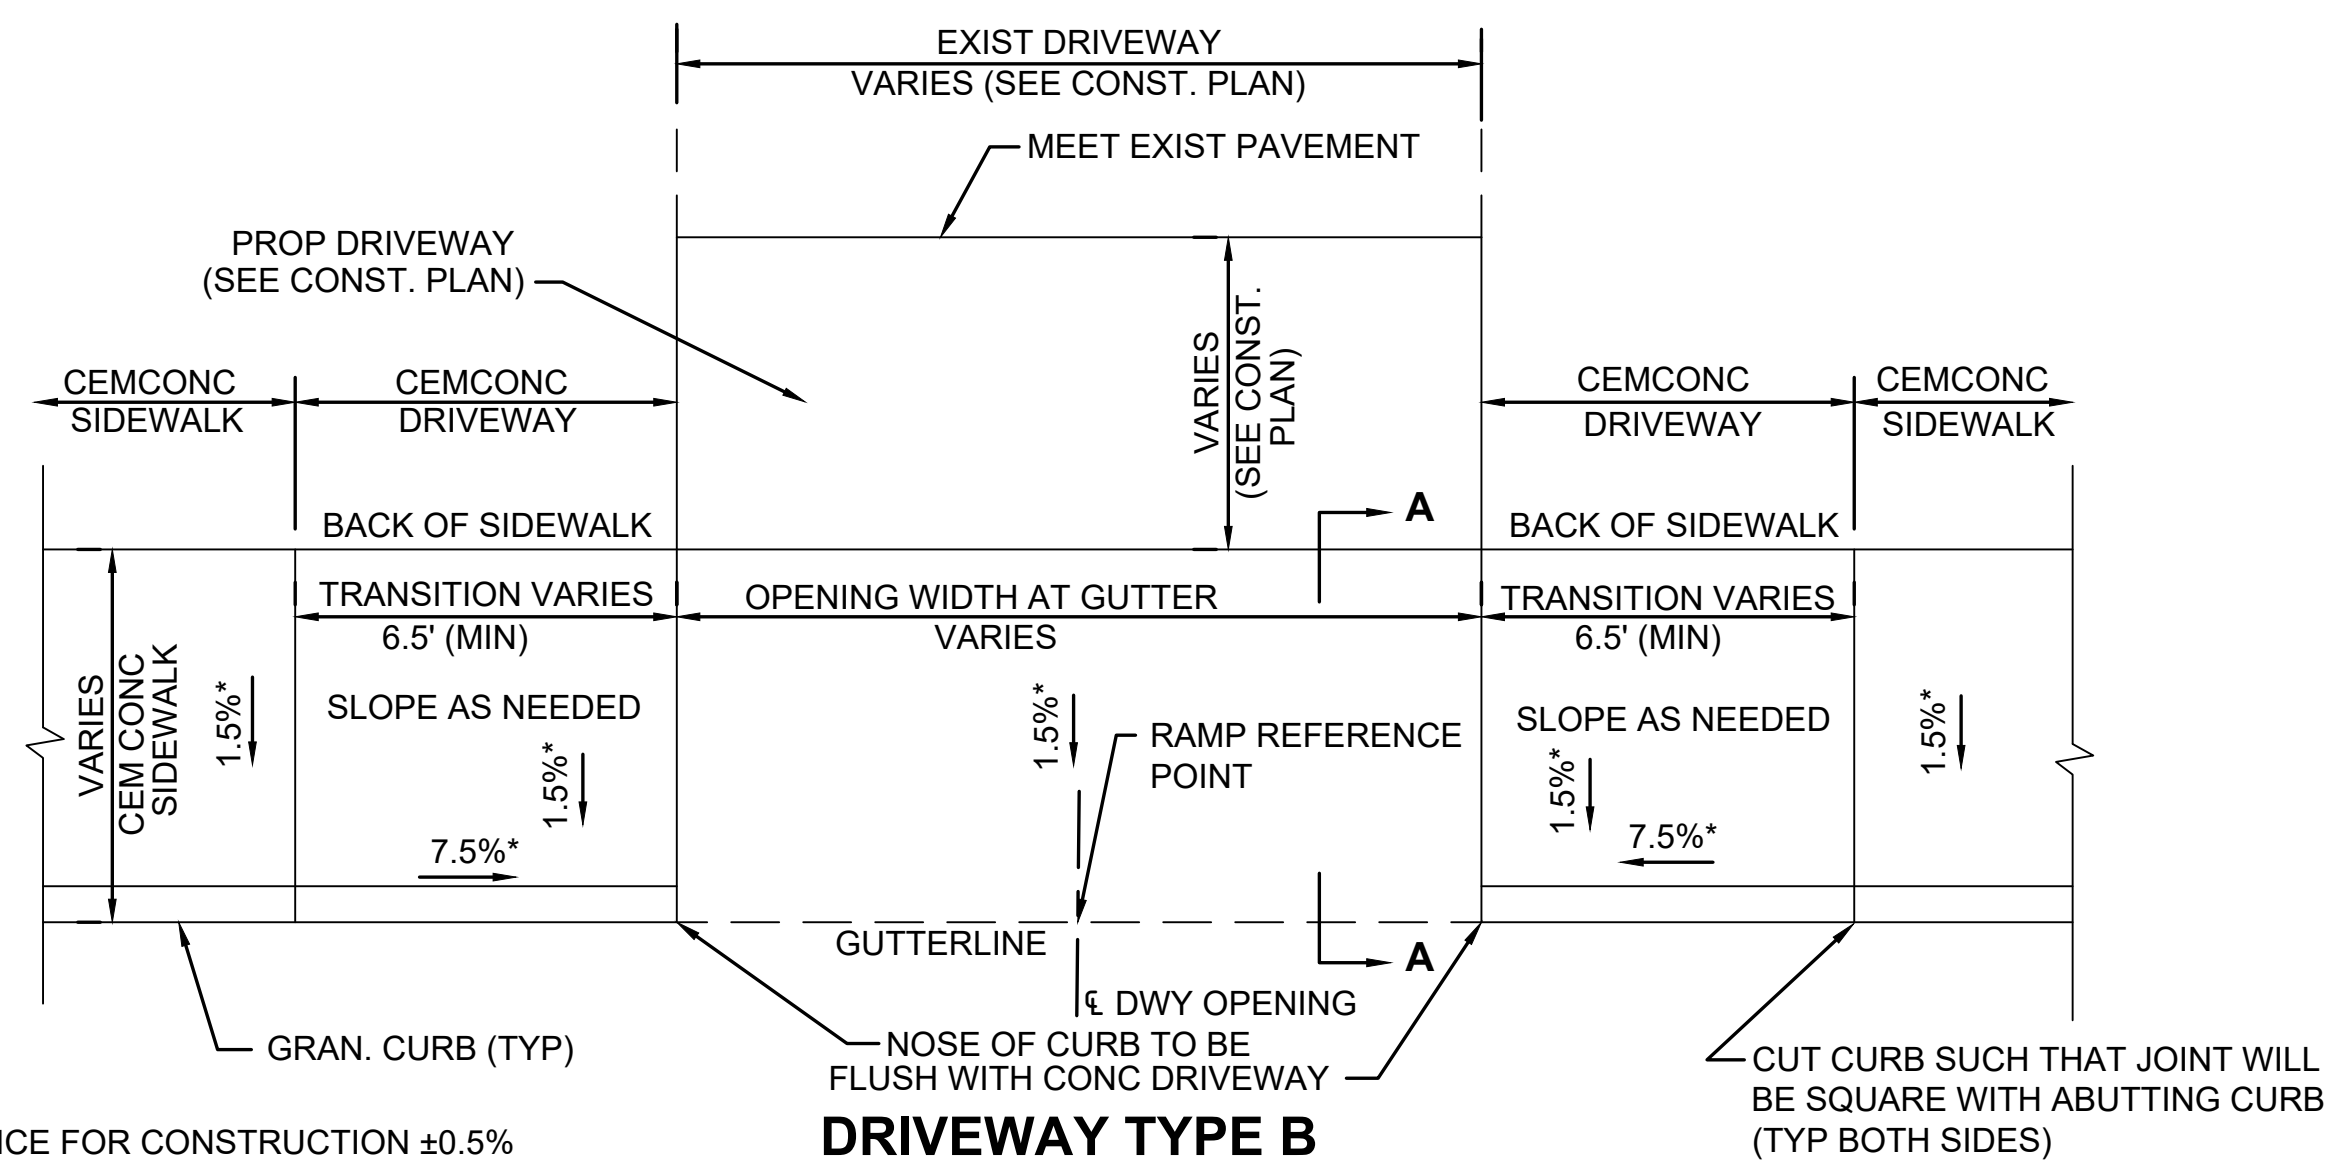 EXIST DRIVEWAY
VARIES (SEE CONST. PLAN)
MEET EXIST PAVEMENT
PROP DRIVEWAY
(SEE CONST. PLAN)
VARIES
(SEE CONST.
PLAN)
CEMCONC
SIDEWALK
CEMCONC
DRIVEWAY
CEMCONC
DRIVEWAY
CEMCONC
SIDEWALK
BACK OF SIDEWALK
A
BACK OF SIDEWALK
TRANSITION VARIES
6.5' (MIN)
OPENING WIDTH AT GUTTER
VARIES
TRANSITION VARIES
6.5' (MIN)
VARIES
CEM CONC
SIDEWALK
1.5%*
SLOPE AS NEEDED
1.5%*
7.5%*
1.5%*
RAMP REFERENCE
POINT
SLOPE AS NEEDED
1.5%*
7.5%*
1.5%*
GUTTERLINE
A
℄ DWY OPENING
GRAN. CURB (TYP)
NOSE OF CURB TO BE
FLUSH WITH CONC DRIVEWAY
CUT CURB SUCH THAT JOINT WILL
BE SQUARE WITH ABUTTING CURB
(TYP BOTH SIDES)
FOR CONSTRUCTION ±0.5%
DRIVEWAY TYPE B